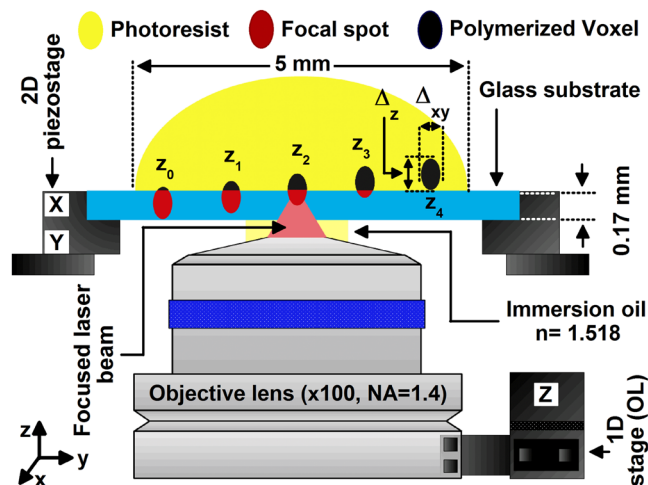 Photoresist Focal spot Polymerized Voxel
5 mm
2D
piezostage
Glass substrate
Δz
Δxy
z0
z1
z2
z3
z4
X
Y
0.17 mm
Focused laser
beam
Immersion oil
n= 1.518
Objective lens (x100, NA=1.4)
Z
1D
stage (OL)
z
y
x